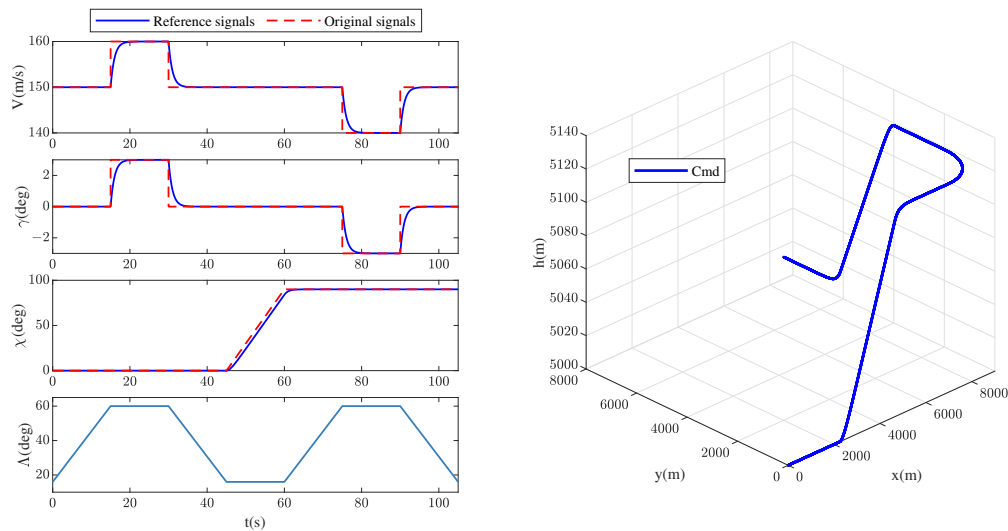 Reference signals Original signals
160
150
140
V(m/s)
0 20 40 60 80 100
2
0
−2
γ(deg)
0 20 40 60 80 100
100
50
0
χ(deg)
0 20 40 60 80 100
60
40
20
Λ(deg)
0 20 40 60 80 100
t(s)
5140
5120
5100
5080
5060
5040
5020
5000
h(m)
Cmd
8000
6000
4000
2000
0
y(m)
0
2000
4000
6000
8000
x(m)